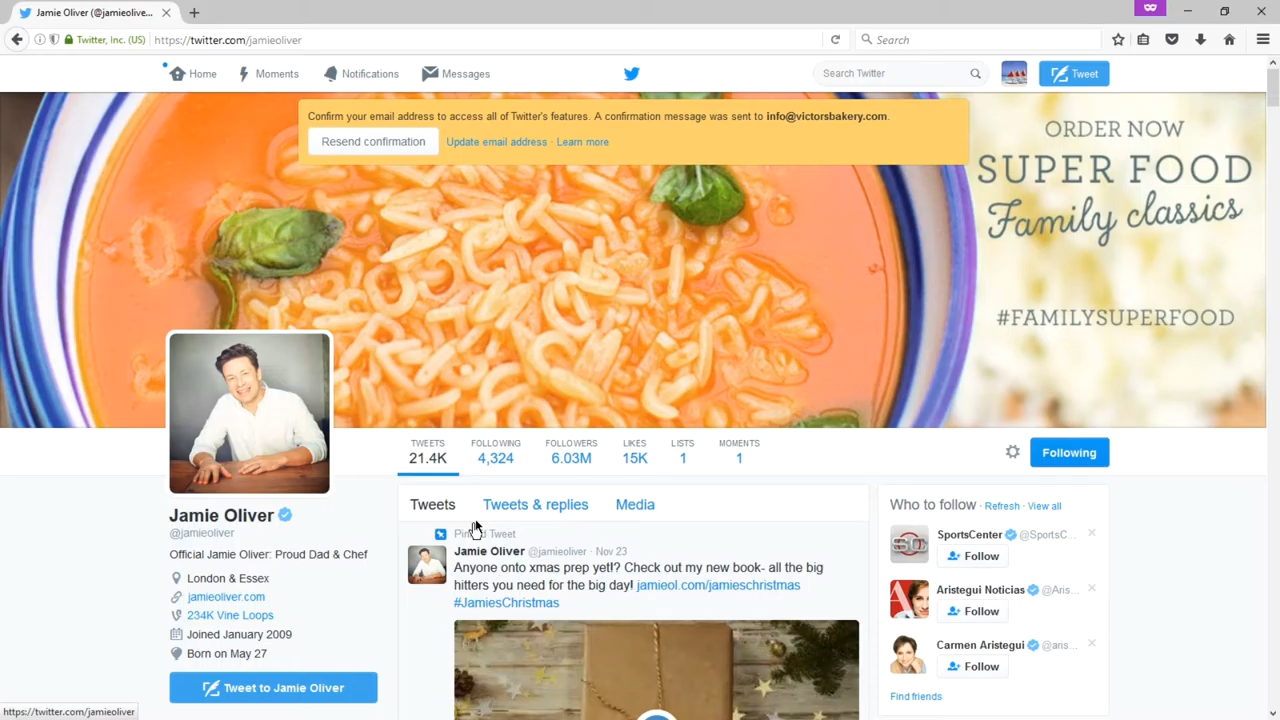 Jamie Oliver (@jamieolive...
Twitter, Inc. (US) https://twitter.com/jamieoliver Search
Home Moments Notifications Messages Search Twitter Tweet
Confirm your email address to access all of Twitter's features. A confirmation message was sent to info@victorsbakery.com.
Resend confirmation Update email address · Learn more
ORDER NOW
SUPER FOOD
Family classics
#FAMILYSUPERFOOD
TWEETS FOLLOWING FOLLOWERS LIKES LISTS MOMENTS
21.4K 4,324 6.03M 15K 1 1
Following
Jamie Oliver
@jamieoliver
Official Jamie Oliver: Proud Dad & Chef
London & Essex
jamieoliver.com
234K Vine Loops
Joined January 2009
Born on May 27
Tweet to Jamie Oliver
Tweets Tweets & replies Media
Pinned Tweet
Jamie Oliver @jamieoliver · Nov 23
Anyone onto xmas prep yet!? Check out my new book- all the big
hitters you need for the big day! jamieol.com/jamieschristmas
#JamiesChristmas
Who to follow · Refresh · View all
SportsCenter @SportsC...
Follow
Aristegui Noticias @Aris...
Follow
Carmen Aristegui @aris...
Follow
Find friends
https://twitter.com/jamieoliver